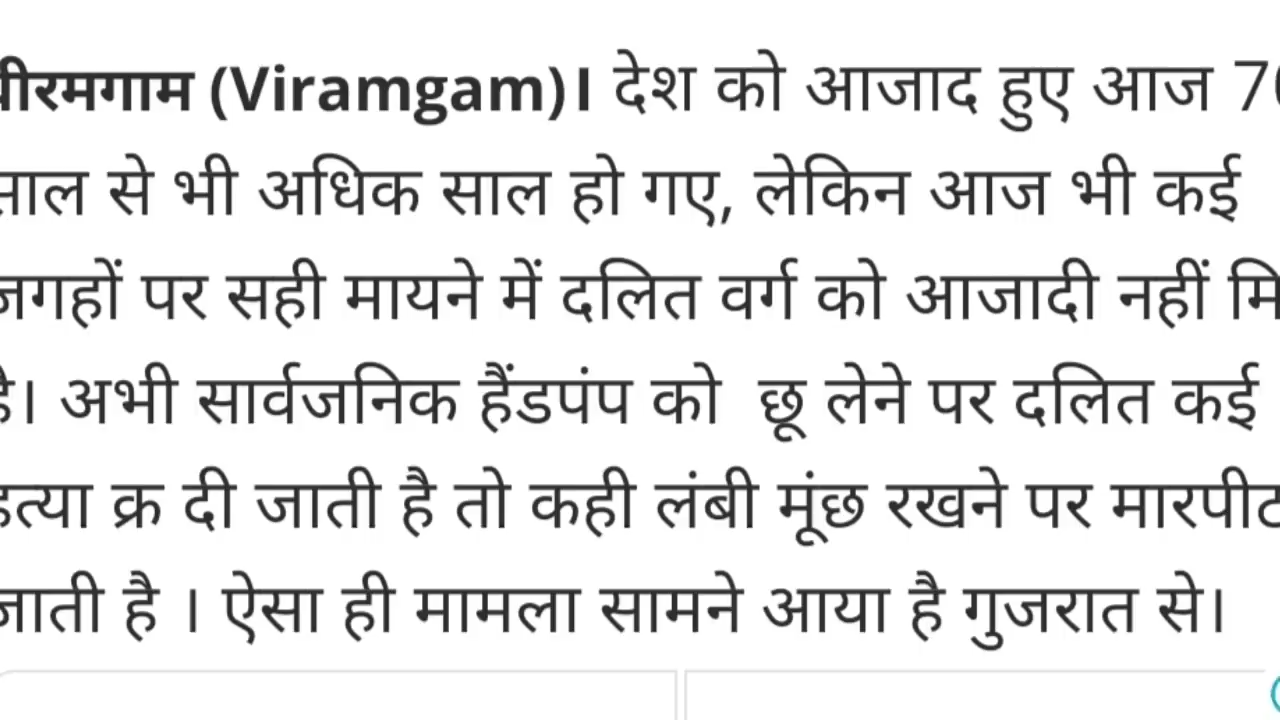 वीरमगाम (Viramgam)। देश को आजाद हुए आज
साल से भी अधिक साल हो गए, लेकिन आज भी कई
जगहों पर सही मायने में दलित वर्ग को आजादी नहीं
है। अभी सार्वजनिक हैंडपंप को छू लेने पर दलित कई
हत्या क्र दी जाती है तो कही लंबी मूंछ रखने पर मारपीट
जाती है । ऐसा ही मामला सामने आया है गुजरात से।